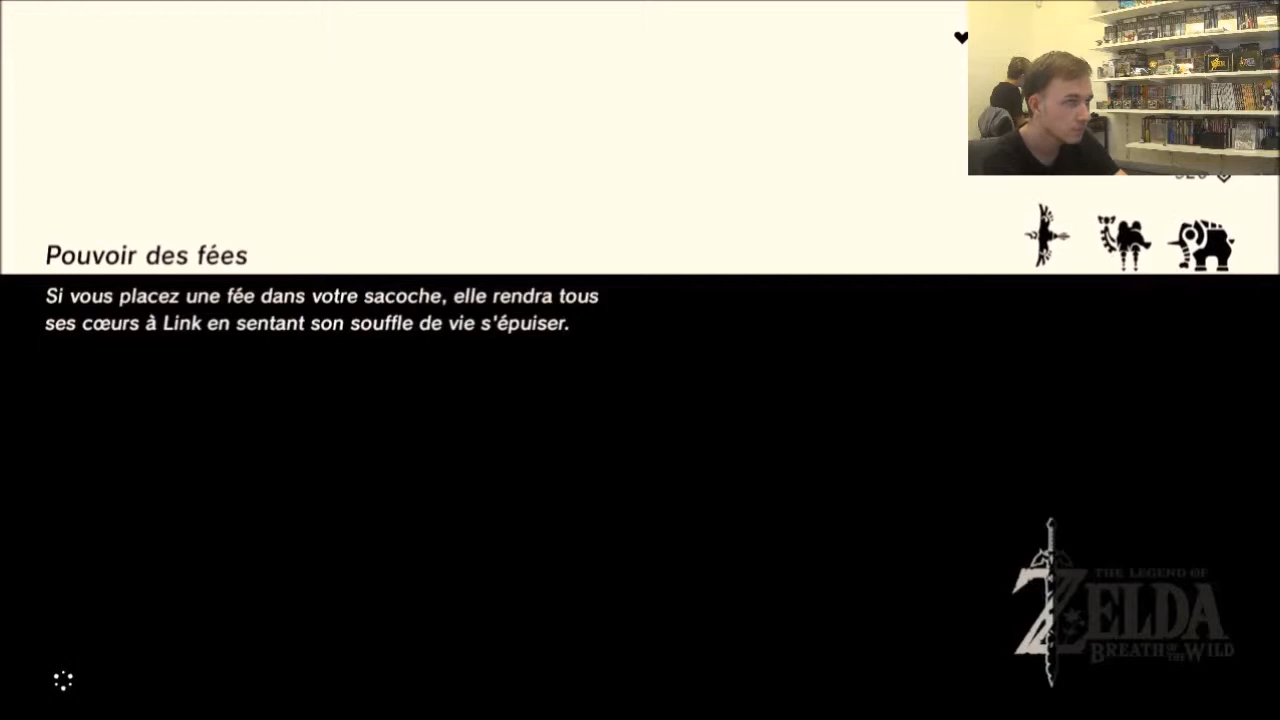 Pouvoir des fées
Si vous placez une fée dans votre sacoche, elle rendra tous
ses cœurs à Link en sentant son souffle de vie s'épuiser.
THE LEGEND OF
ZELDA
BREATH OF THE WILD